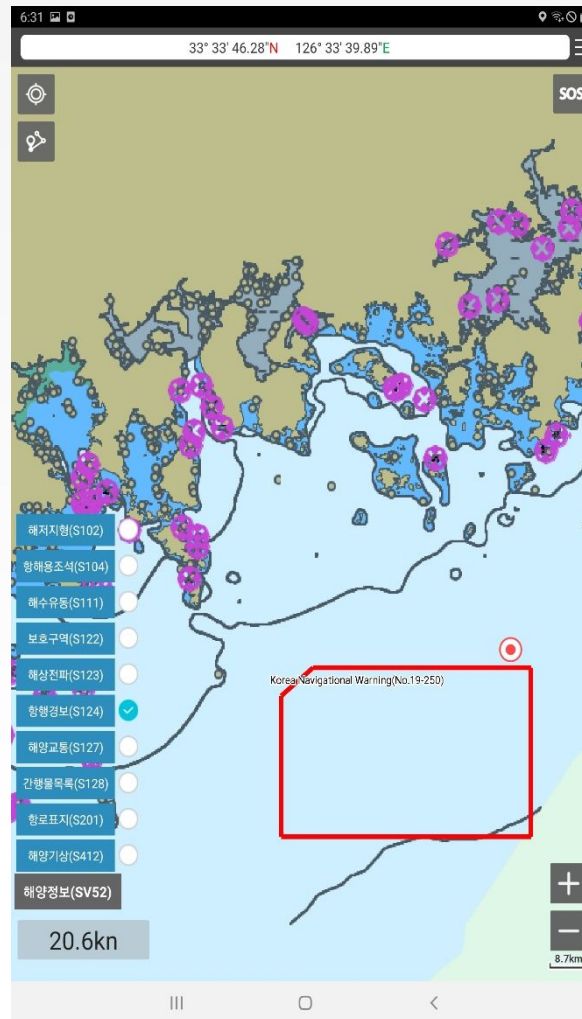 6:31
33° 33' 46.28"N 126° 33' 39.89"E
SOS
해저지형(S102)
항해용조석(S104)
해수유동(S111)
보호구역(S122)
해상전파(S123)
Korea Navigational Warning(No.19-250)
항행경보(S124)
해양교통(S127)
간행물목록(S128)
항로표지(S201)
해양기상(S412)
해양정보(SV52)
20.6kn
8.7km